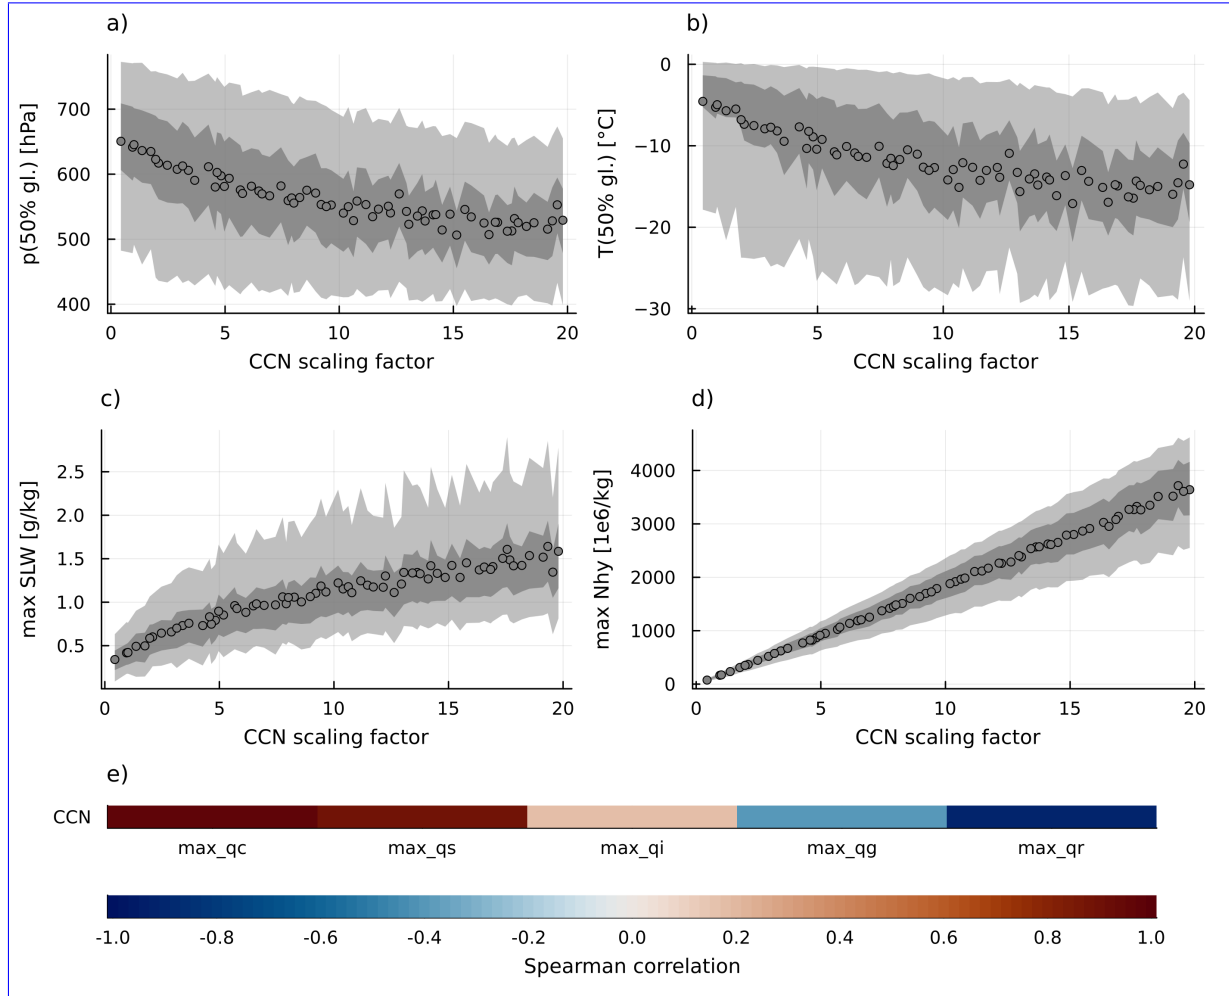 a)
p(50% gl.) [hPa]
700
600
500
400
0 5 10 15 20
CCN scaling factor
b)
T(50% gl.) [°C]
0
−10
−20
−30
0 5 10 15 20
CCN scaling factor
c)
max SLW [g/kg]
2.5
2.0
1.5
1.0
0.5
0 5 10 15 20
CCN scaling factor
d)
max Nhy [1e6/kg]
4000
3000
2000
1000
0
0 5 10 15 20
CCN scaling factor
e)
CCN
max_qc max_qs max_qi max_qg max_qr
-1.0 -0.8 -0.6 -0.4 -0.2 0.0 0.2 0.4 0.6 0.8 1.0
Spearman correlation